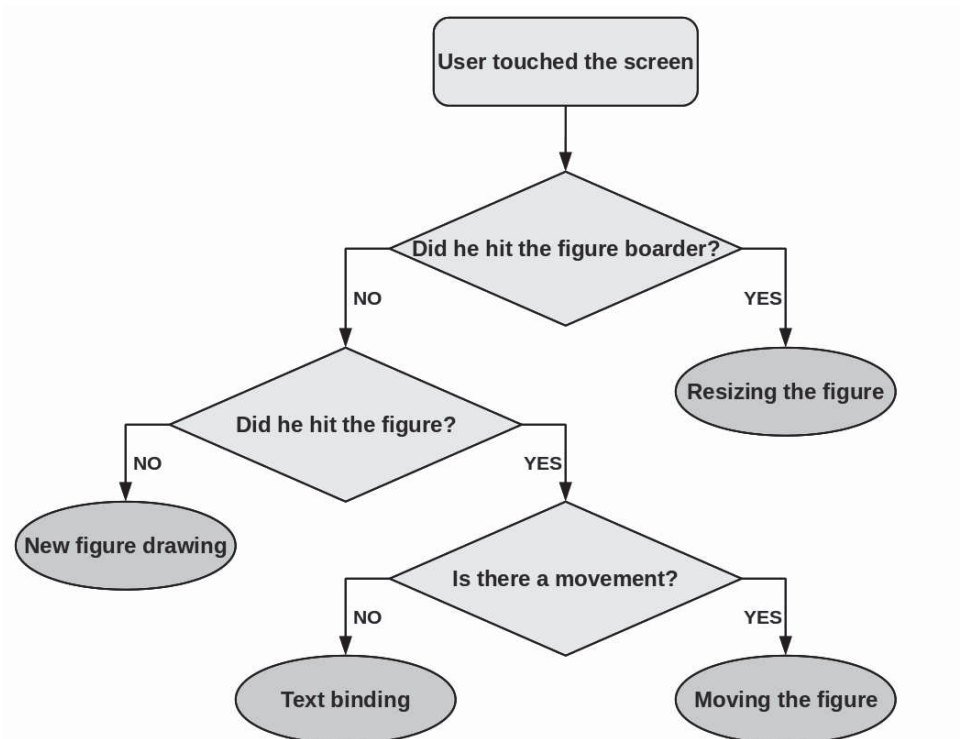 User touched the screen
Did he hit the figure boarder?
NO
YES
Resizing the figure
Did he hit the figure?
NO
YES
New figure drawing
Is there a movement?
NO
YES
Text binding
Moving the figure